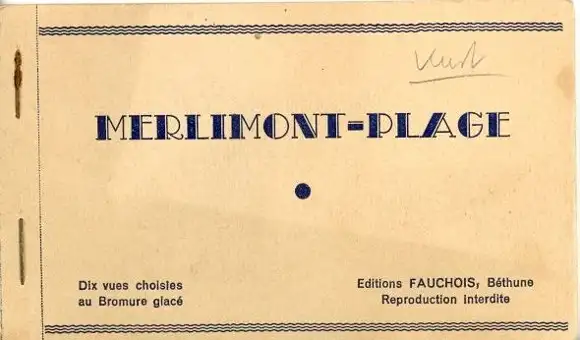 MERLIMONT-PLAGE
Dix vues choisies
au Bromure glacé
Editions FAUCHOIS, Béthune
Reproduction interdite